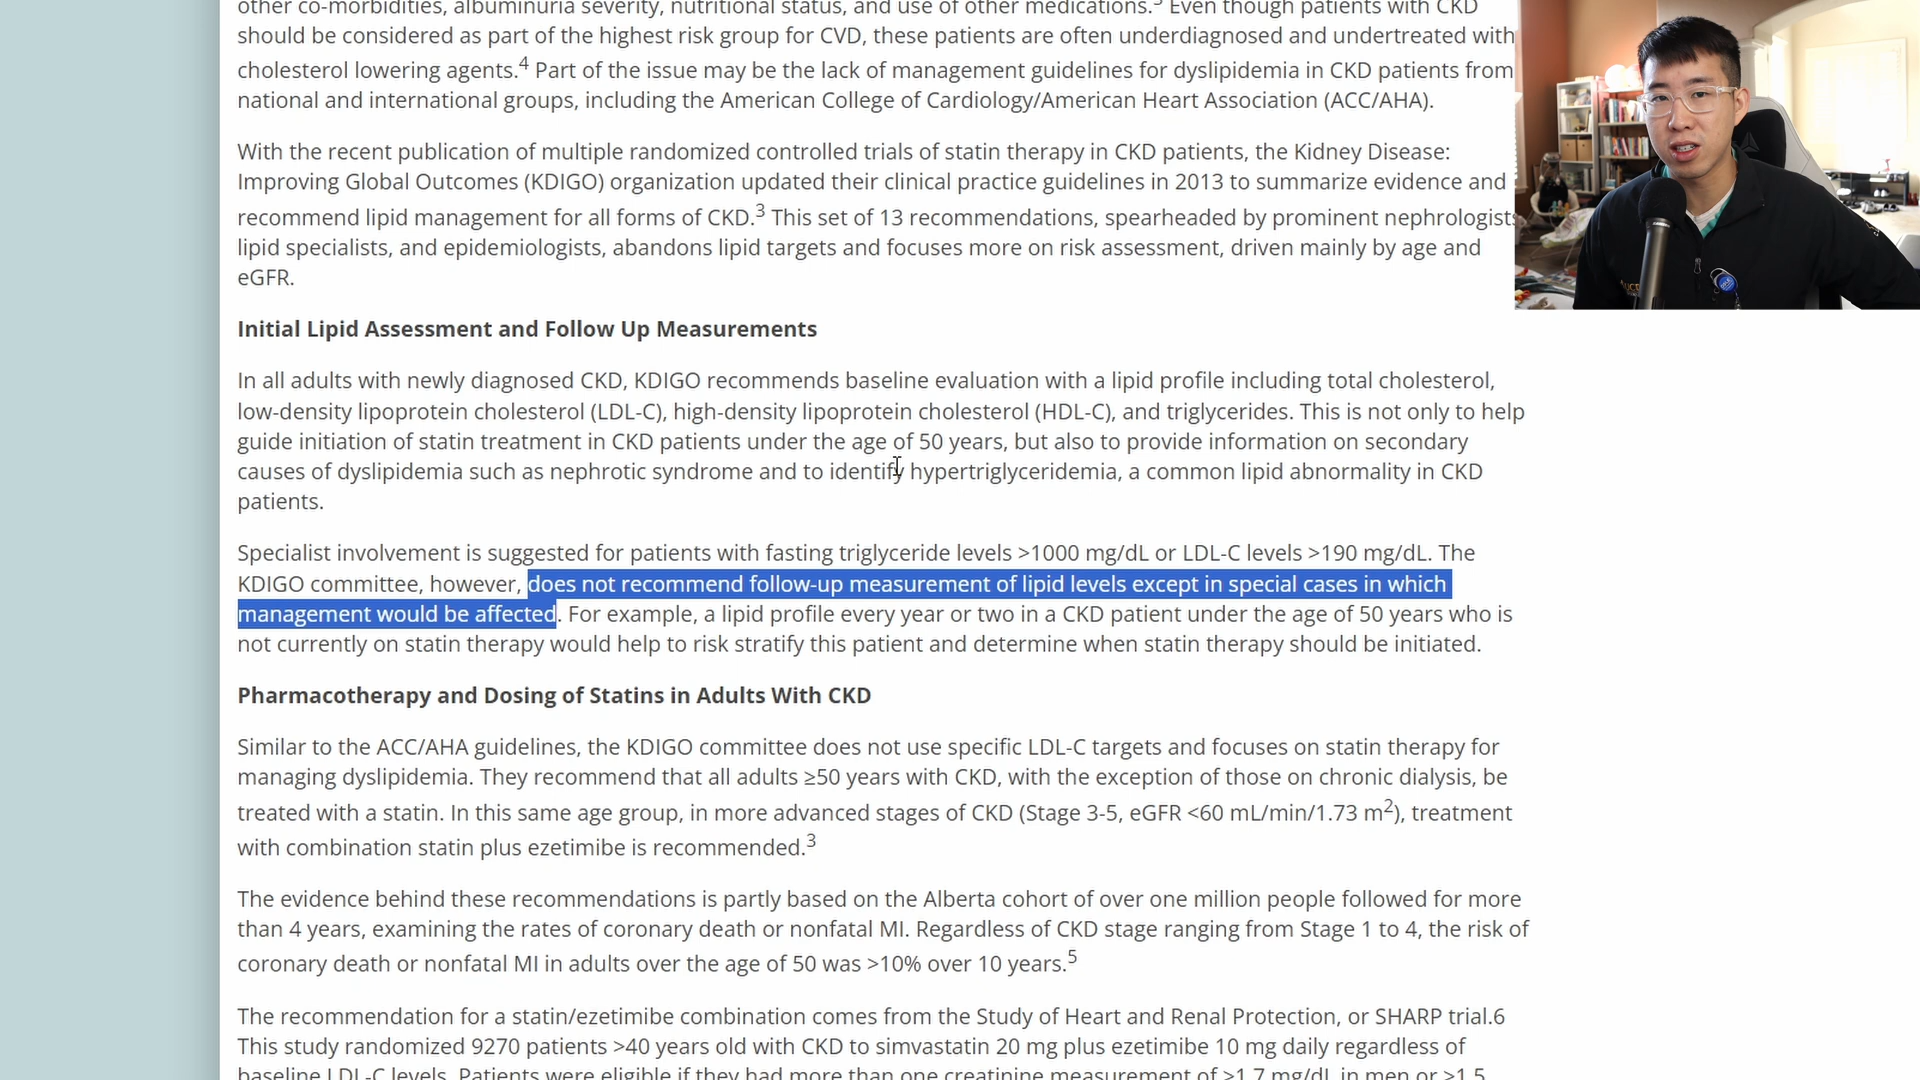 other co-morbidities, albuminuria severity, nutritional status, and use of other medications.3 Even though patients with CKD
should be considered as part of the highest risk group for CVD, these patients are often underdiagnosed and undertreated with
cholesterol lowering agents.4 Part of the issue may be the lack of management guidelines for dyslipidemia in CKD patients from
national and international groups, including the American College of Cardiology/American Heart Association (ACC/AHA).
With the recent publication of multiple randomized controlled trials of statin therapy in CKD patients, the Kidney Disease:
Improving Global Outcomes (KDIGO) organization updated their clinical practice guidelines in 2013 to summarize evidence and
recommend lipid management for all forms of CKD.3 This set of 13 recommendations, spearheaded by prominent nephrologists
lipid specialists, and epidemiologists, abandons lipid targets and focuses more on risk assessment, driven mainly by age and
eGFR.
Initial Lipid Assessment and Follow Up Measurements
In all adults with newly diagnosed CKD, KDIGO recommends baseline evaluation with a lipid profile including total cholesterol,
low-density lipoprotein cholesterol (LDL-C), high-density lipoprotein cholesterol (HDL-C), and triglycerides. This is not only to help
guide initiation of statin treatment in CKD patients under the age of 50 years, but also to provide information on secondary
causes of dyslipidemia such as nephrotic syndrome and to identify hypertriglyceridemia, a common lipid abnormality in CKD
patients.
Specialist involvement is suggested for patients with fasting triglyceride levels >1000 mg/dL or LDL-C levels >190 mg/dL. The
KDIGO committee, however, does not recommend follow-up measurement of lipid levels except in special cases in which
management would be affected. For example, a lipid profile every year or two in a CKD patient under the age of 50 years who is
not currently on statin therapy would help to risk stratify this patient and determine when statin therapy should be initiated.
Pharmacotherapy and Dosing of Statins in Adults With CKD
Similar to the ACC/AHA guidelines, the KDIGO committee does not use specific LDL-C targets and focuses on statin therapy for
managing dyslipidemia. They recommend that all adults ≥50 years with CKD, with the exception of those on chronic dialysis, be
treated with a statin. In this same age group, in more advanced stages of CKD (Stage 3-5, eGFR <60 mL/min/1.73 m2), treatment
with combination statin plus ezetimibe is recommended.3
The evidence behind these recommendations is partly based on the Alberta cohort of over one million people followed for more
than 4 years, examining the rates of coronary death or nonfatal MI. Regardless of CKD stage ranging from Stage 1 to 4, the risk of
coronary death or nonfatal MI in adults over the age of 50 was >10% over 10 years.5
The recommendation for a statin/ezetimibe combination comes from the Study of Heart and Renal Protection, or SHARP trial.6
This study randomized 9270 patients >40 years old with CKD to simvastatin 20 mg plus ezetimibe 10 mg daily regardless of
baseline LDL-C levels. Patients were eligible if they had more than one creatinine measurement of >1.7 mg/dL in men or >1.5